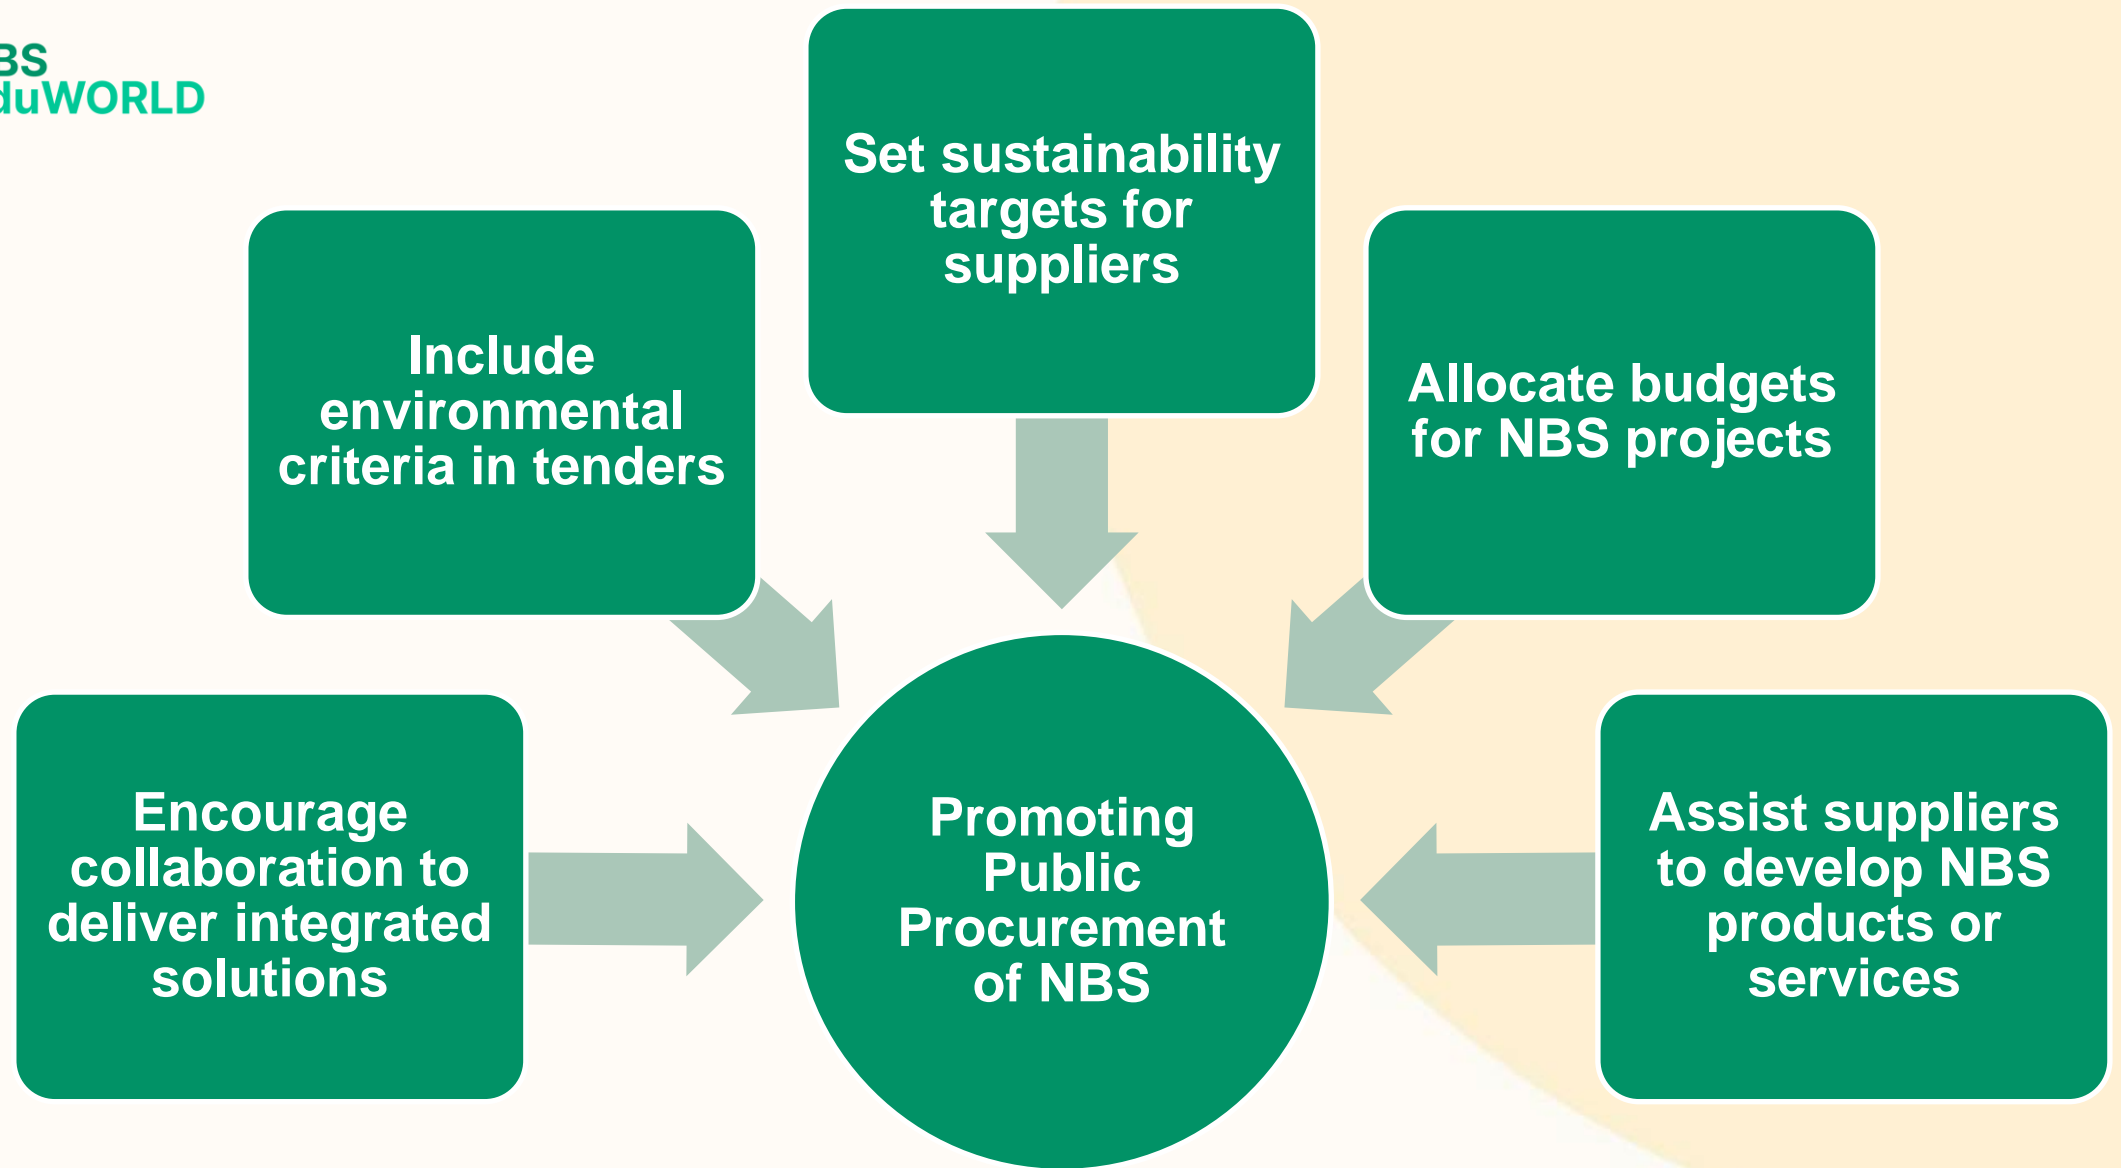 BS
duWORLD
Set sustainability
targets for
suppliers
Include
environmental
criteria in tenders
Allocate budgets
for NBS projects
Encourage
collaboration to
deliver integrated
solutions
Promoting
Public
Procurement
of NBS
Assist suppliers
to develop NBS
products or
services